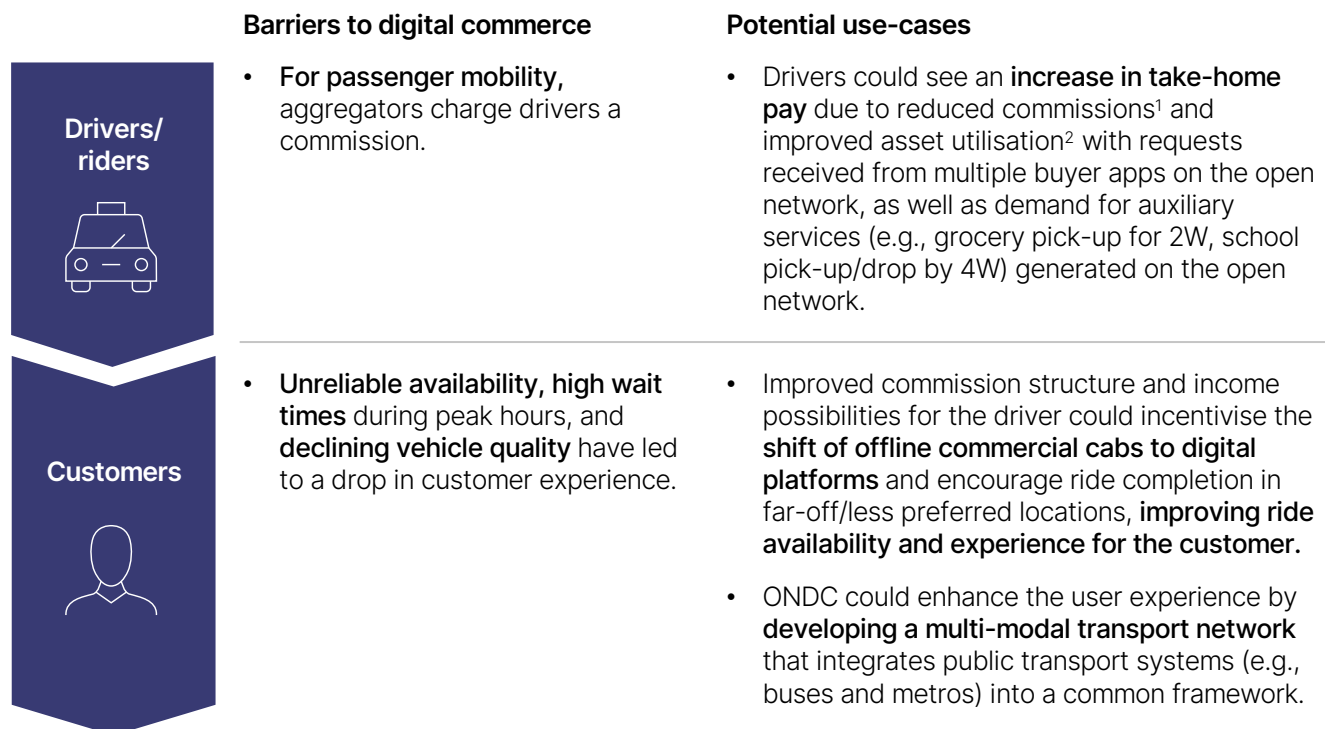 Barriers to digital commerce
Potential use-cases
Drivers/
riders
• For passenger mobility,
aggregators charge drivers a
commission.
• Drivers could see an increase in take-home
pay due to reduced commissions¹ and
improved asset utilisation² with requests
received from multiple buyer apps on the open
network, as well as demand for auxiliary
services (e.g., grocery pick-up for 2W, school
pick-up/drop by 4W) generated on the open
network.
Customers
• Unreliable availability, high wait
times during peak hours, and
declining vehicle quality have led
to a drop in customer experience.
• Improved commission structure and income
possibilities for the driver could incentivise the
shift of offline commercial cabs to digital
platforms and encourage ride completion in
far-off/less preferred locations, improving ride
availability and experience for the customer.
• ONDC could enhance the user experience by
developing a multi-modal transport network
that integrates public transport systems (e.g.,
buses and metros) into a common framework.